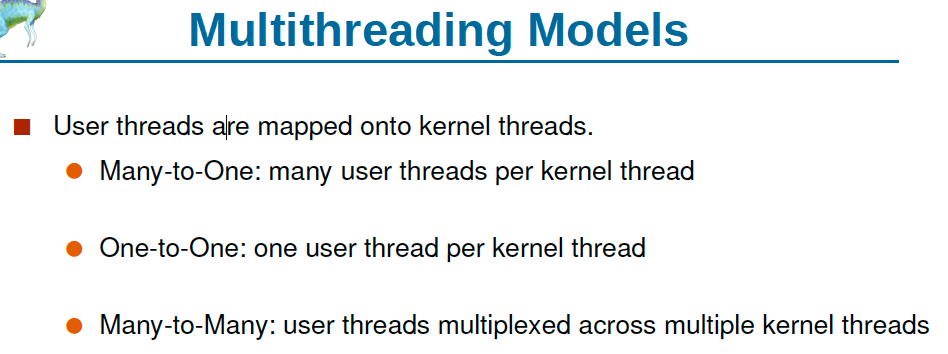 Multithreading Models
User threads are mapped onto kernel threads.
Many-to-One: many user threads per kernel thread
One-to-One: one user thread per kernel thread
Many-to-Many: user threads multiplexed across multiple kernel threads